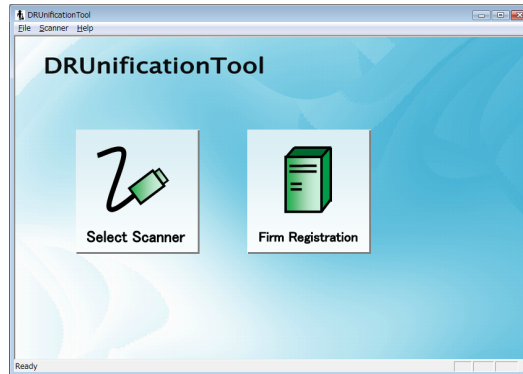 DRUnificationTool
File Scanner Help
DRUnificationTool
Select Scanner
Firm Registration
Ready